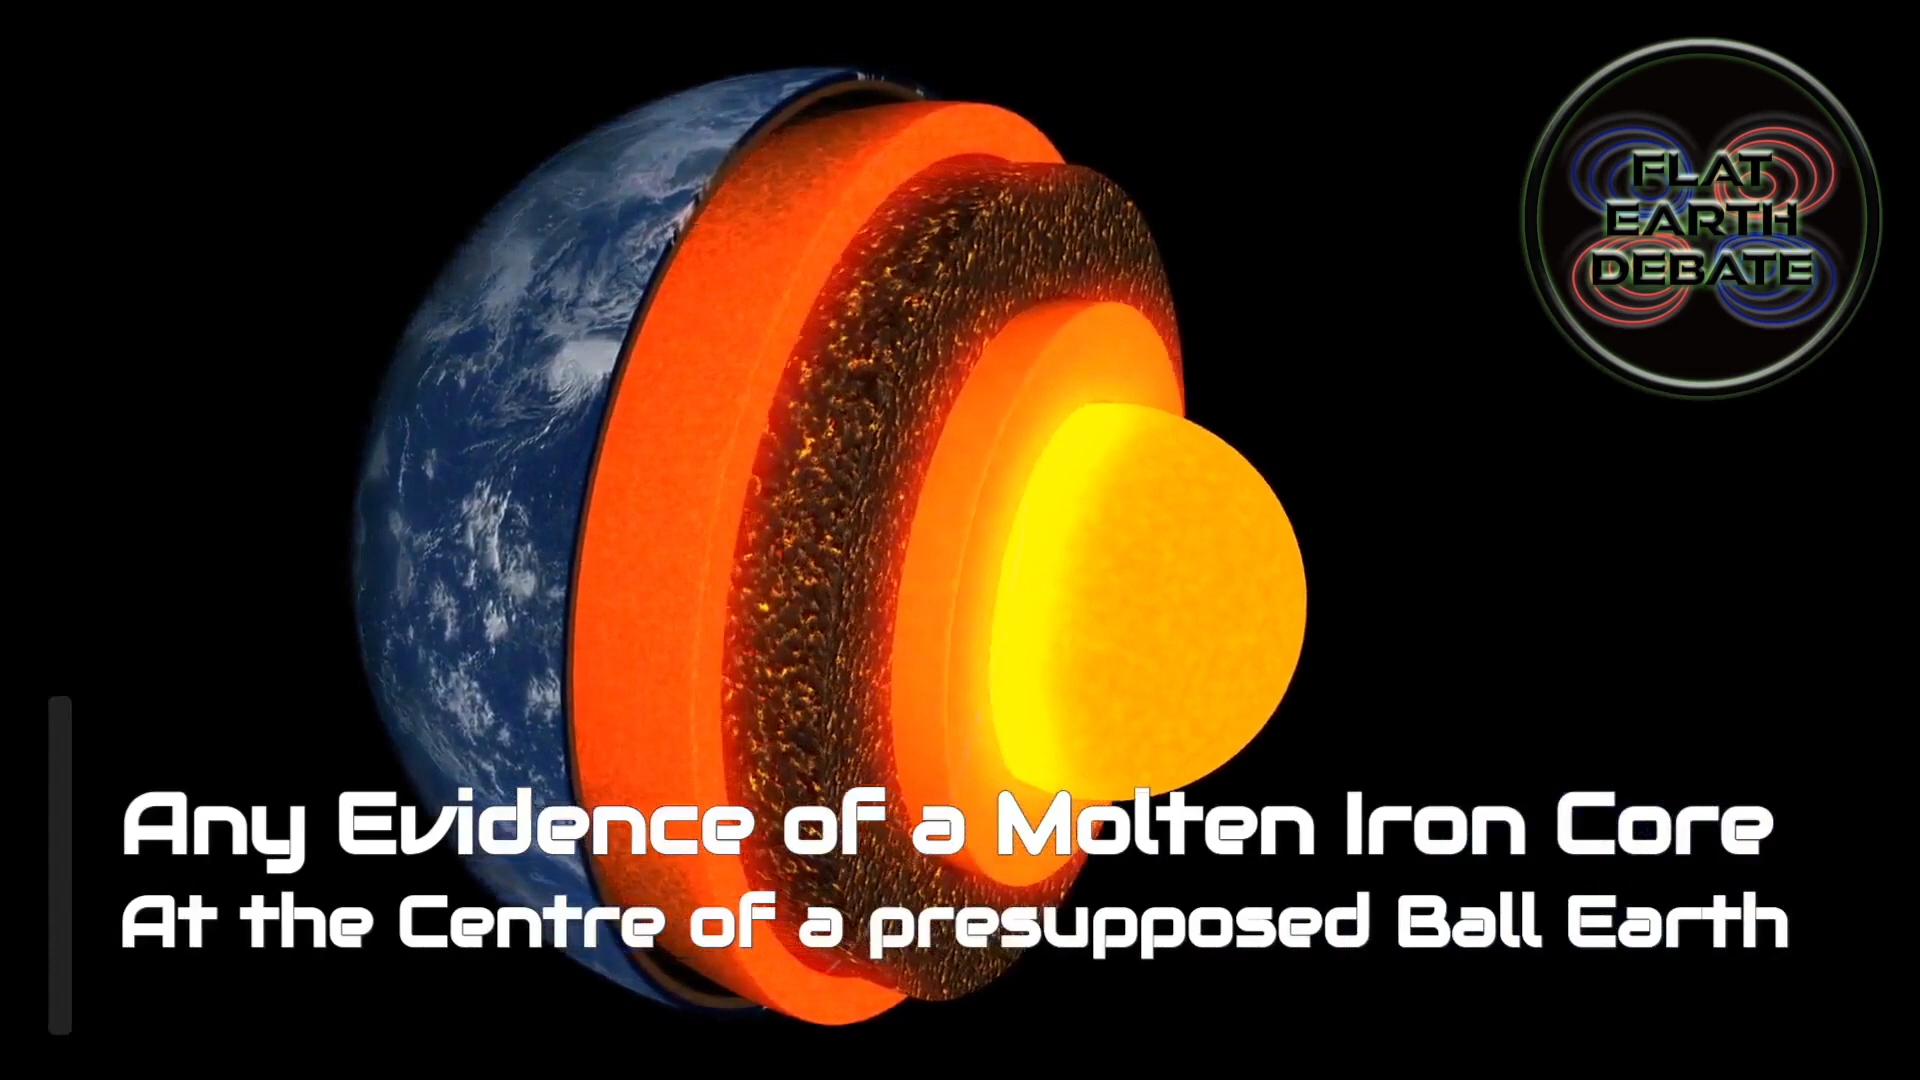 FLAT
EARTH
DEBATE
Any Evidence of a Molten Iron Core
At the Centre of a presupposed Ball Earth